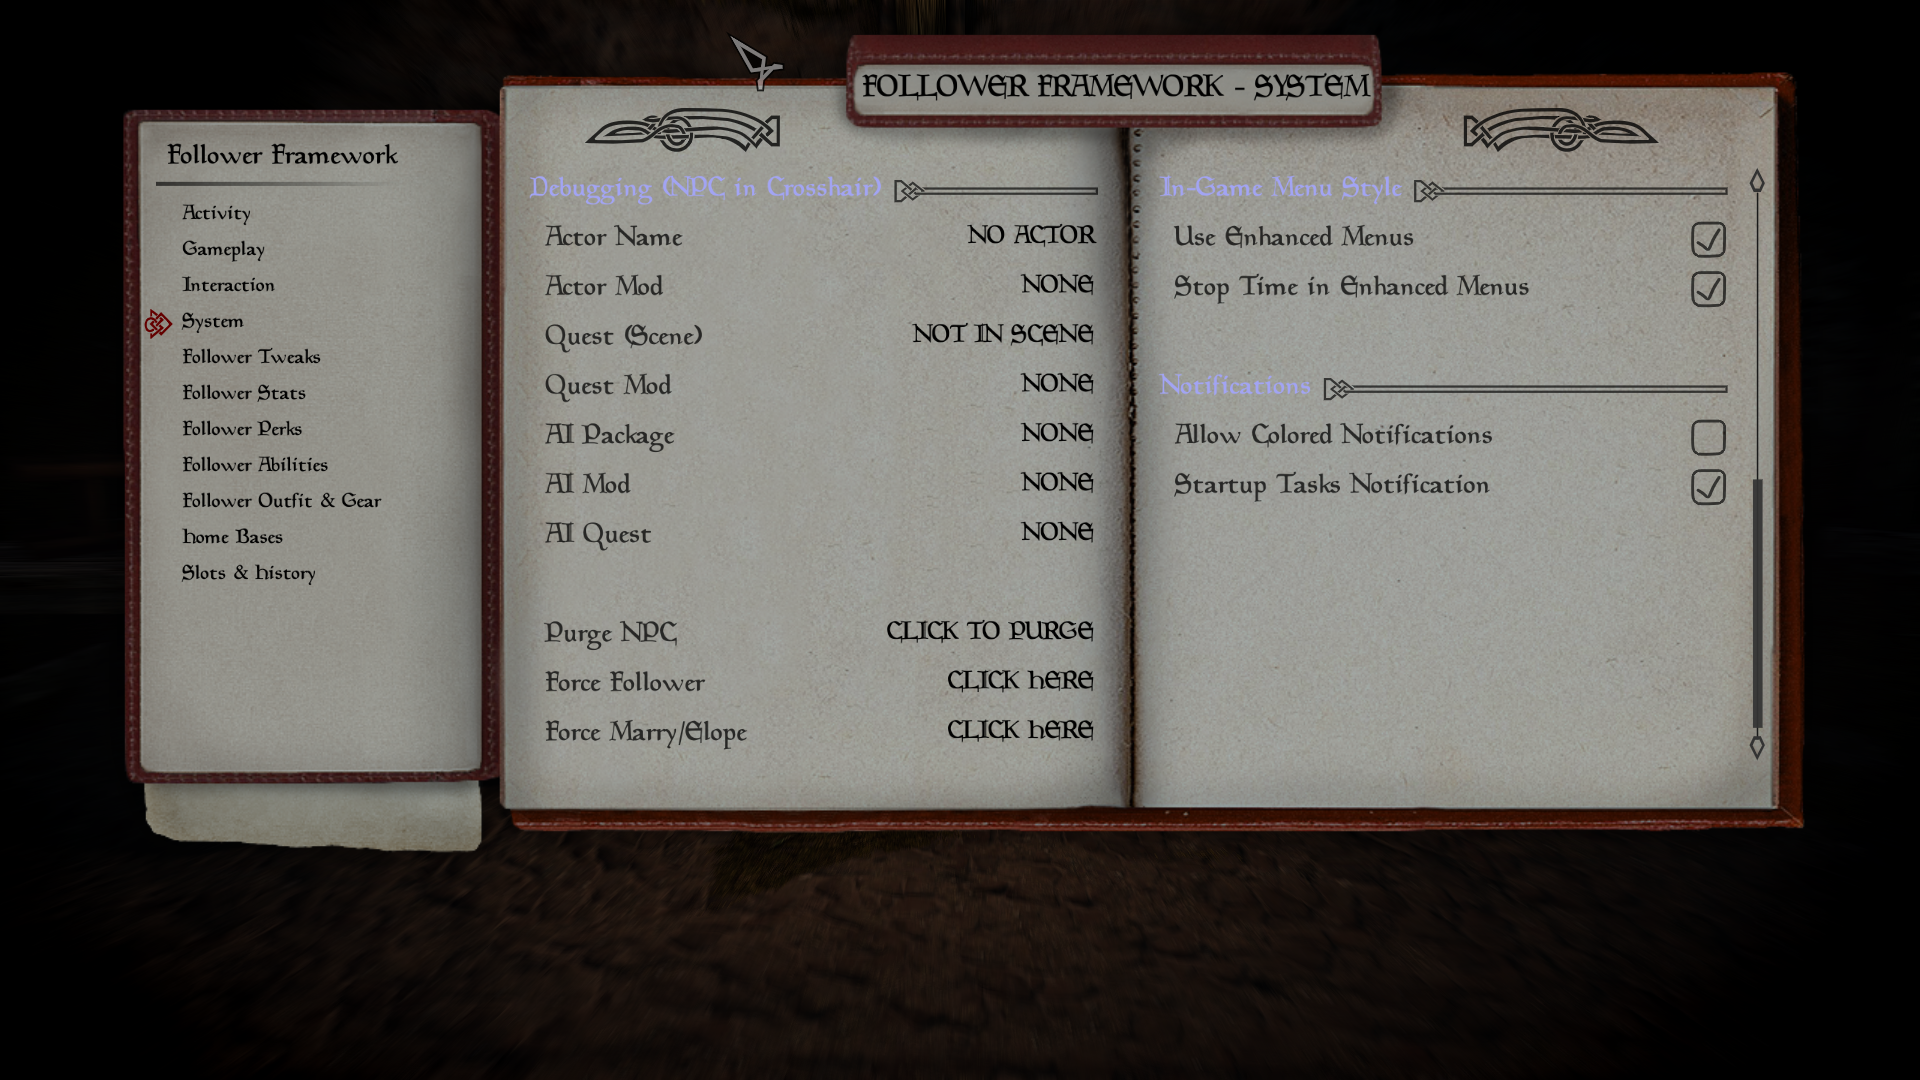 FOLLOWER FRAMEWORK - SYSTEM
Follower Framework
Activity
Gameplay
Interaction
System
Follower Tweaks
Follower Stats
Follower Perks
Follower Abilities
Follower Outfit & Gear
Home Bases
Slots & History
Debugging (NPC in Crosshair)
Actor Name NO ACTOR
Actor Mod NONE
Quest (Scene) NOT IN SCENE
Quest Mod NONE
AI Package NONE
AI Mod NONE
AI Quest NONE
Purge NPC CLICK TO PURGE
Force Follower CLICK HERE
Force Marry/Elope CLICK HERE
In-Game Menu Style
Use Enhanced Menus
Stop Time in Enhanced Menus
Notifications
Allow Colored Notifications
Startup Tasks Notification